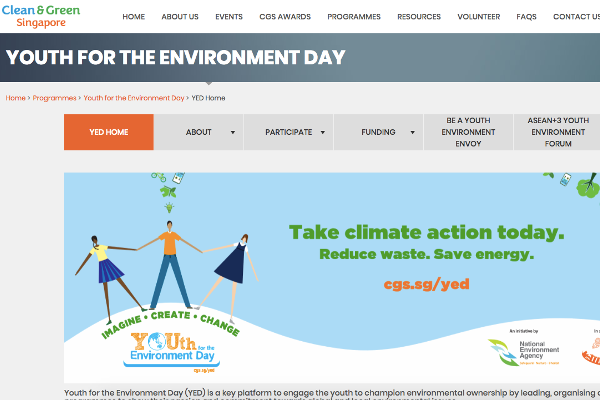 Clean & Green
Singapore
HOME ABOUT US EVENTS CGS AWARDS PROGRAMMES RESOURCES VOLUNTEER FAQS CONTACT US
YOUTH FOR THE ENVIRONMENT DAY
Home > Programmes > Youth for the Environment Day > YED Home
YED HOME
ABOUT
PARTICIPATE
FUNDING
BE A YOUTH
ENVIRONMENT
ENVOY
ASEAN+3 YOUTH
ENVIRONMENT
FORUM
Take climate action today.
Reduce waste. Save energy.
cgs.sg/yed
IMAGINE • CREATE • CHANGE
YOUth for the
Environment Day
cgs.sg/yed
An initiative by
National
Environment
Agency
Youth for the Environment Day (YED) is a key platform to engage the youth to champion environmental ownership by leading, organising